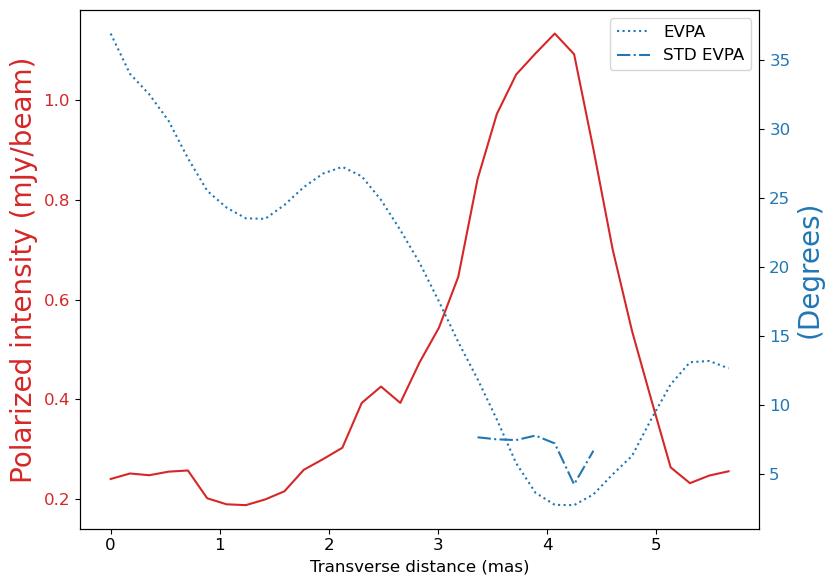 EVPA
STD EVPA
Polarized intensity (mJy/beam)
1.0
0.8
0.6
0.4
0.2
35
30
25
20
15
10
5
(Degrees)
0 1 2 3 4 5
Transverse distance (mas)